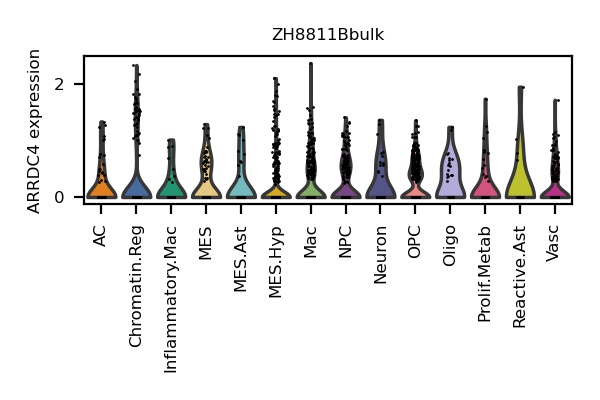 ZH8811Bbulk
ARRDC4 expression
2
0
AC
Chromatin.Reg
Inflammatory.Mac
MES
MES.Ast
MES.Hyp
Mac
NPC
Neuron
OPC
Oligo
Prolif.Metab
Reactive.Ast
Vasc